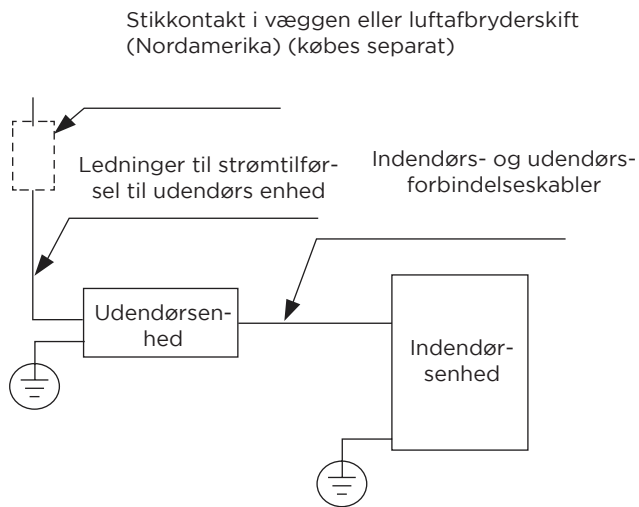 Stikkontakt i væggen eller luftafbryderskift
(Nordamerika) (købes separat)
Ledninger til strømtilfør-
sel til udendørs enhed
Indendørs- og udendørs-
forbindelseskabler
Udendørsen-
hed
Indendør-
senhed